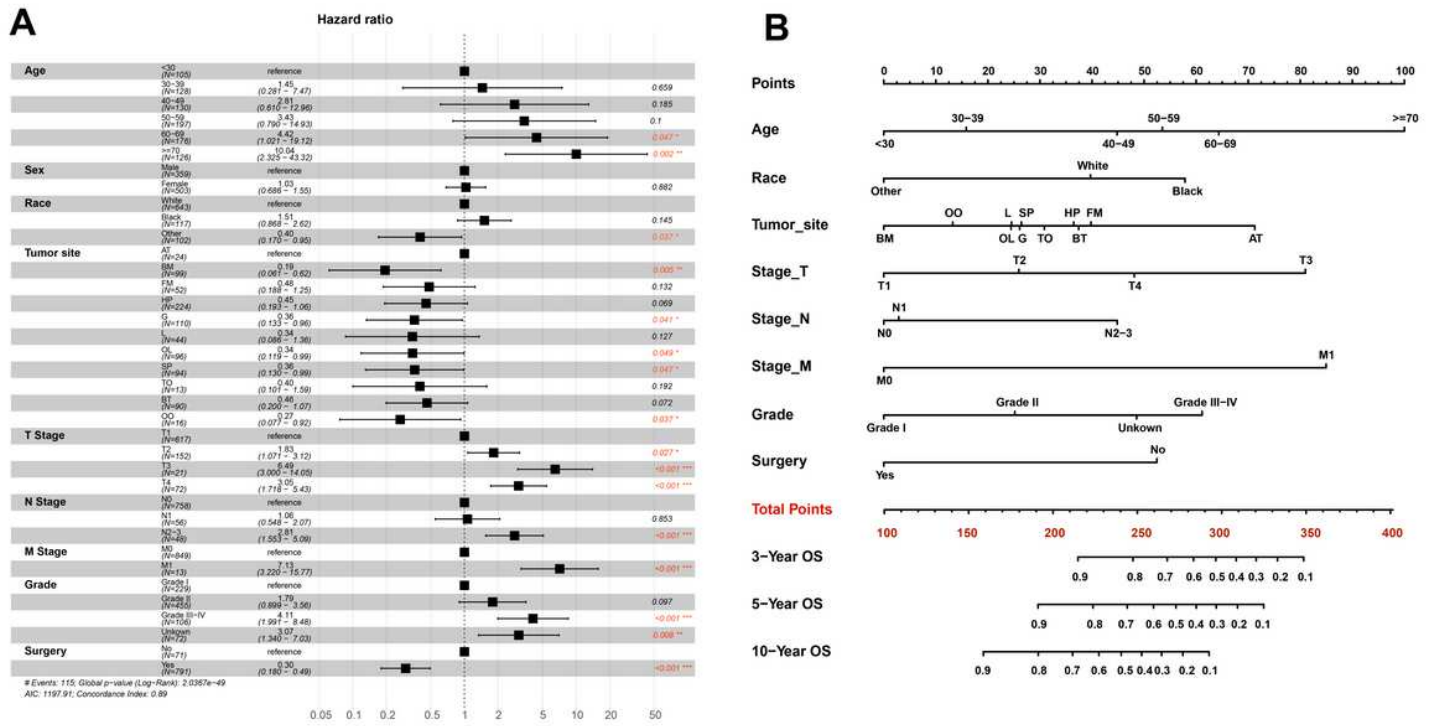 A
Hazard ratio
Age <30 (N=105) reference
30−39 (N=128) 1.45 (0.281 − 7.47) 0.659
40−49 (N=130) 2.81 (0.610 − 12.96) 0.185
50−59 (N=197) 3.43 (0.790 − 14.93) 0.1
60−69 (N=176) 4.42 (1.021 − 19.12) 0.047 *
>=70 (N=126) 10.04 (2.325 − 43.32) 0.002 **
Sex Male (N=359) reference
Female (N=503) 1.03 (0.686 − 1.55) 0.882
Race White (N=643) reference
Black (N=117) 1.51 (0.868 − 2.62) 0.145
Other (N=102) 0.40 (0.170 − 0.95) 0.037 *
Tumor site AT (N=24) reference
BM (N=99) 0.19 (0.061 − 0.62) 0.005 **
FM (N=52) 0.48 (0.188 − 1.25) 0.132
HP (N=224) 0.45 (0.193 − 1.06) 0.069
G (N=110) 0.36 (0.133 − 0.96) 0.041 *
L (N=44) 0.34 (0.086 − 1.36) 0.127
OL (N=96) 0.34 (0.119 − 0.99) 0.049 *
SP (N=94) 0.36 (0.130 − 0.99) 0.047 *
TO (N=13) 0.40 (0.101 − 1.59) 0.192
BT (N=90) 0.46 (0.200 − 1.07) 0.072
OO (N=16) 0.27 (0.077 − 0.92) 0.037 *
T Stage T1 (N=617) reference
T2 (N=152) 1.83 (1.071 − 3.12) 0.027 *
T3 (N=21) 6.49 (3.000 − 14.05) <0.001 ***
T4 (N=72) 3.05 (1.716 − 5.43) <0.001 ***
N Stage N0 (N=758) reference
N1 (N=56) 1.06 (0.548 − 2.07) 0.853
N2−3 (N=48) 2.81 (1.553 − 5.09) <0.001 ***
M Stage M0 (N=849) reference
M1 (N=13) 7.13 (3.220 − 15.77) <0.001 ***
Grade Grade I (N=229) reference
Grade II (N=455) 1.79 (0.899 − 3.56) 0.097
Grade III−IV (N=106) 4.11 (1.991 − 8.48) <0.001 ***
Unkown (N=72) 3.07 (1.340 − 7.03) 0.008 **
Surgery No (N=71) reference
Yes (N=791) 0.30 (0.180 − 0.49) <0.001 ***
# Events: 115; Global p−value (Log−Rank): 2.0367e−49
AIC: 1197.91; Concordance Index: 0.89
0.05 0.1 0.2 0.5 1 2 5 10 20 50
B
Points 0 10 20 30 40 50 60 70 80 90 100
30−39 50−59 >=70
Age
<30 40−49 60−69
White
Race
Other Black
OO L SP HP FM
Tumor_site
BM OL G TO BT AT
T2 T3
Stage_T
T1 T4
N1
Stage_N
N0 N2−3
M1
Stage_M
M0
Grade II Grade III−IV
Grade
Grade I Unkown
No
Surgery
Yes
Total Points
100 150 200 250 300 350 400
3−Year OS
0.9 0.8 0.7 0.6 0.5 0.4 0.3 0.2 0.1
5−Year OS
0.9 0.8 0.7 0.6 0.5 0.4 0.3 0.2 0.1
10−Year OS
0.9 0.8 0.7 0.6 0.5 0.4 0.3 0.2 0.1